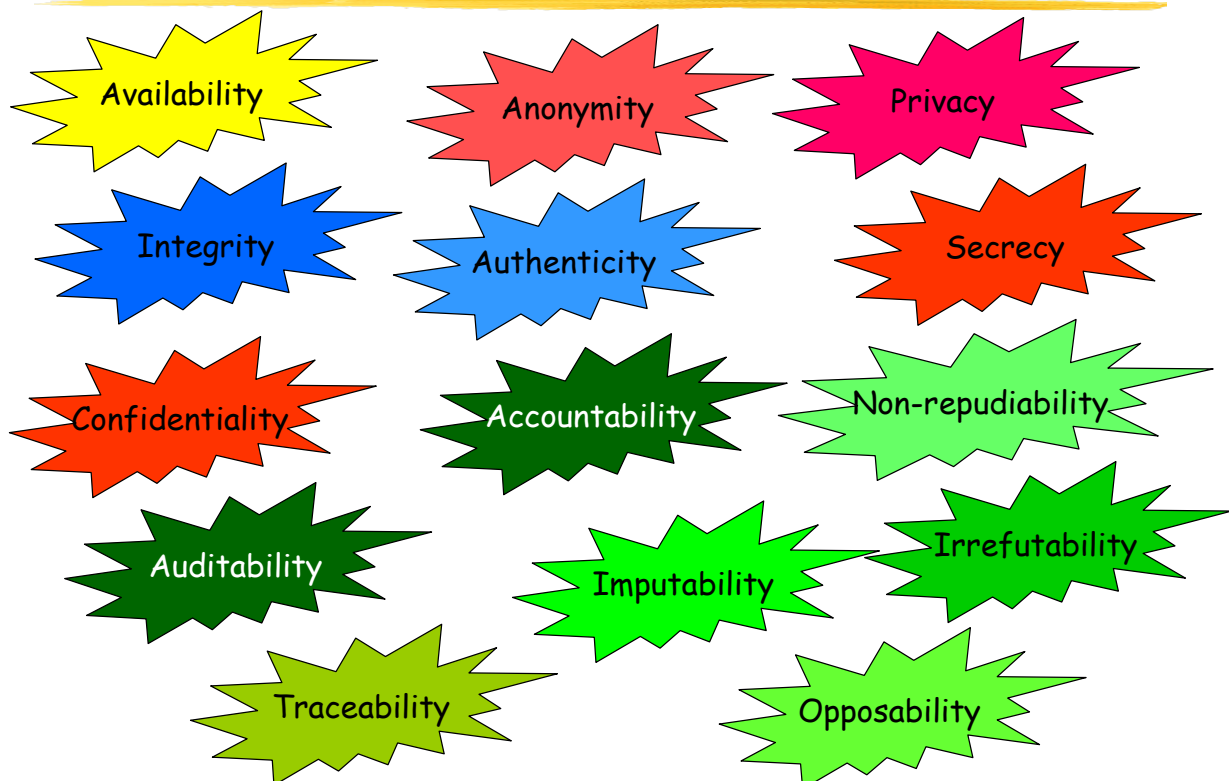 Availability
Anonymity
Privacy
Integrity
Authenticity
Secrecy
Confidentiality
Accountability
Non-repudiability
Auditability
Imputability
Irrefutability
Traceability
Opposability